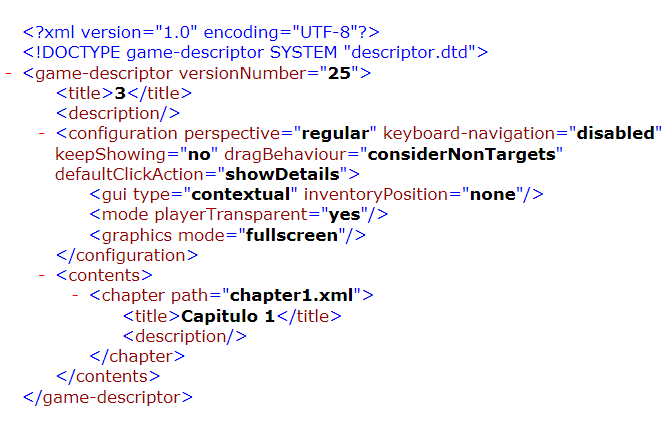 <?xml version="1.0" encoding="UTF-8"?>
<!DOCTYPE game-descriptor SYSTEM "descriptor.dtd">
- <game-descriptor versionNumber="25">
<title>3</title>
<description/>
- <configuration perspective="regular" keyboard-navigation="disabled"
keepShowing="no" dragBehaviour="considerNonTargets"
defaultClickAction="showDetails">
<gui type="contextual" inventoryPosition="none"/>
<mode playerTransparent="yes"/>
<graphics mode="fullscreen"/>
</configuration>
- <contents>
- <chapter path="chapter1.xml">
<title>Capitulo 1</title>
<description/>
</chapter>
</contents>
</game-descriptor>